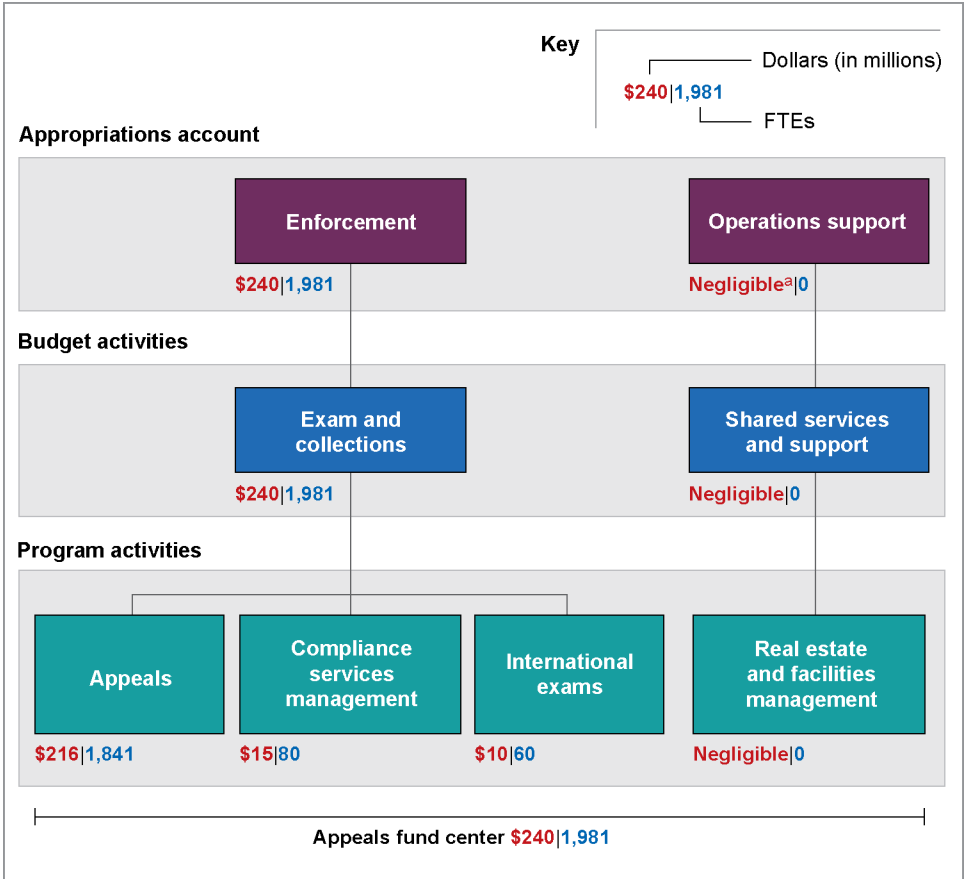 Key
Dollars (in millions)
$240|1,981
FTEs
Appropriations account
Enforcement
$240|1,981
Operations support
Negligibleᵃ|0
Budget activities
Exam and
collections
$240|1,981
Shared services
and support
Negligible|0
Program activities
Appeals
$216|1,841
Compliance
services
management
$15|80
International
exams
$10|60
Real estate
and facilities
management
Negligible|0
Appeals fund center $240|1,981